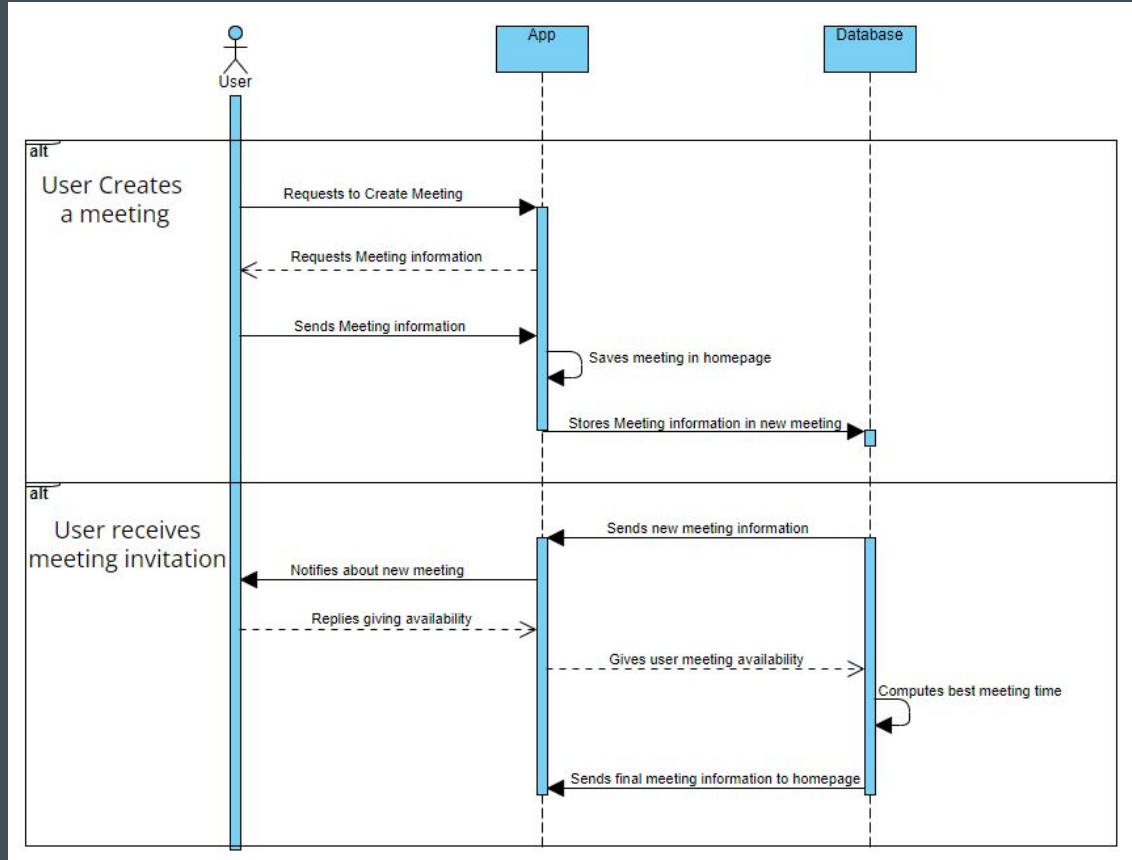 User
App
Database
alt
User Creates
a meeting
Requests to Create Meeting
Requests Meeting information
Sends Meeting information
Saves meeting in homepage
Stores Meeting information in new meeting
alt
User receives
meeting invitation
Sends new meeting information
Notifies about new meeting
Replies giving availability
Gives user meeting availability
Computes best meeting time
Sends final meeting information to homepage